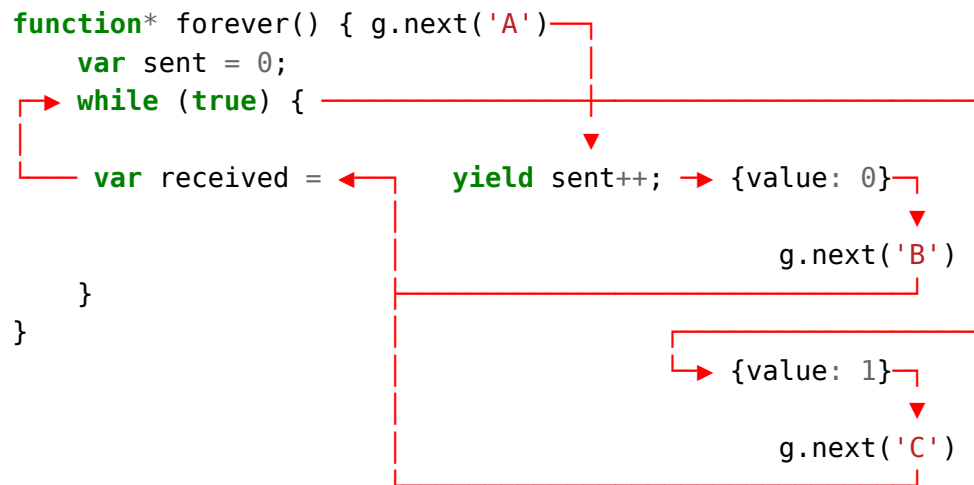 function* forever() { g.next('A')
var sent = 0;
while (true) {
var received = yield sent++; {value: 0}
g.next('B')
}
}
{value: 1}
g.next('C')